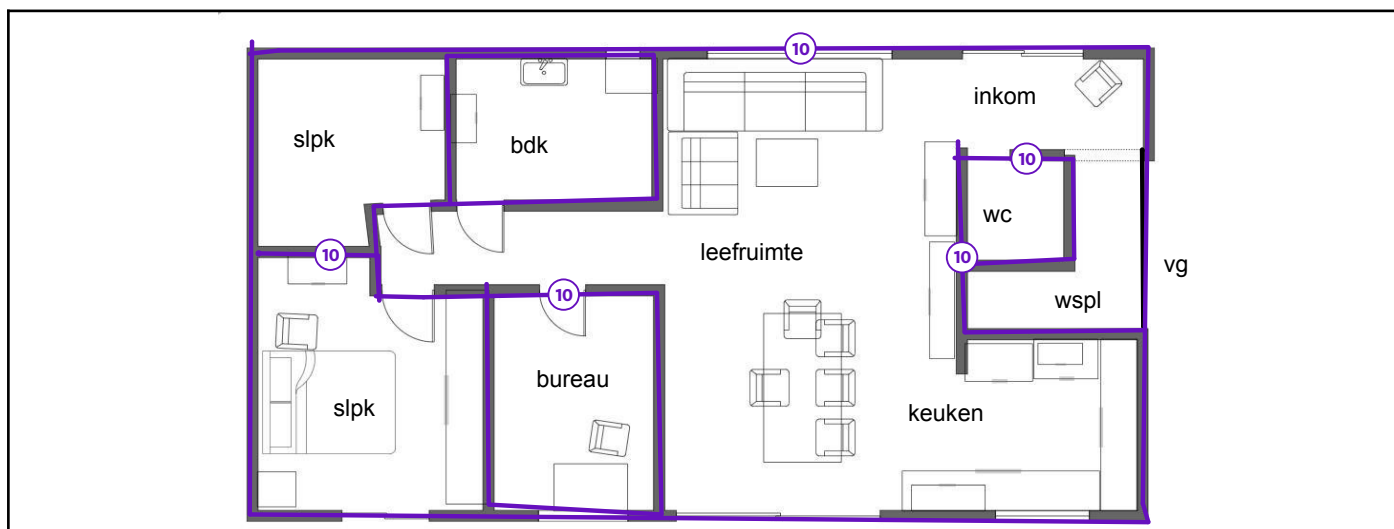 10
inkom
slpk
bdk
10
wc
leefruimte
10
10
vg
wspl
10
bureau
slpk
keuken